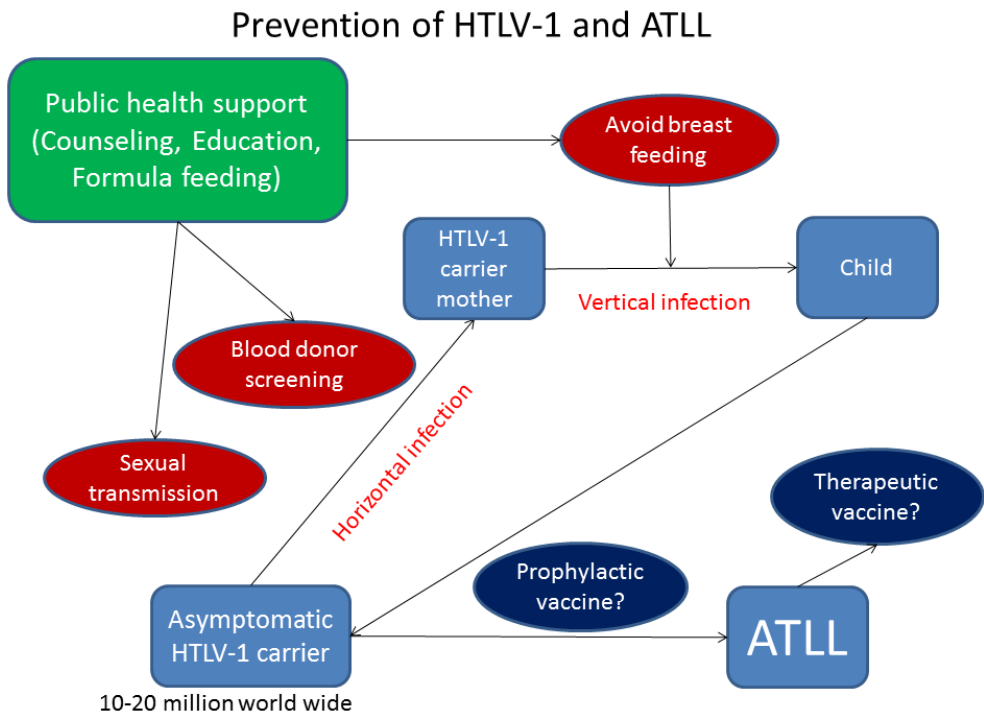 Prevention of HTLV-1 and ATLL
Public health support
(Counseling, Education,
Formula feeding)
Avoid breast
feeding
HTLV-1
carrier
mother
Child
Vertical infection
Blood donor
screening
Horizontal infection
Sexual
transmission
Therapeutic
vaccine?
Prophylactic
vaccine?
Asymptomatic
HTLV-1 carrier
ATLL
10-20 million world wide